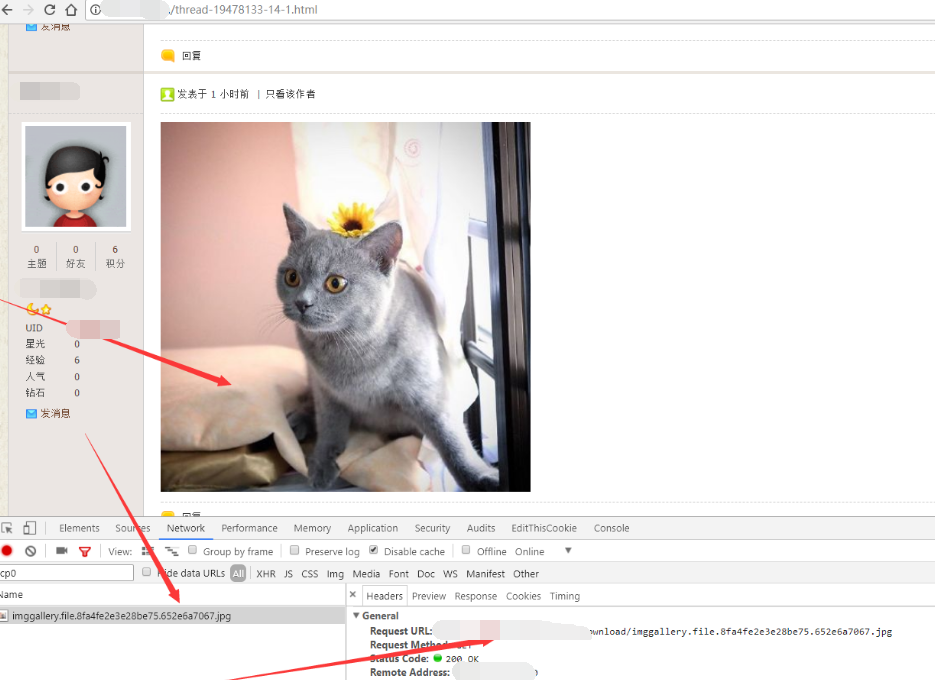 /thread-19478133-14-1.html
发消息
回复
发表于 1 小时前 | 只看该作者
0 0 6
主题 好友 积分
UID
星光 0
经验 6
人气 0
钻石 0
发消息
回复
Elements Sources Network Performance Memory Application Security Audits EditThisCookie Console
View: Group by frame Preserve log Disable cache Offline Online
cp0 Hide data URLs All XHR JS CSS Img Media Font Doc WS Manifest Other
Name
× Headers Preview Response Cookies Timing
imggallery.file.8fa4fe2e3e28be75.652e6a7067.jpg
General
Request URL: ownload/imggallery.file.8fa4fe2e3e28be75.652e6a7067.jpg
Request Method: GET
Status Code: 200 OK
Remote Address: